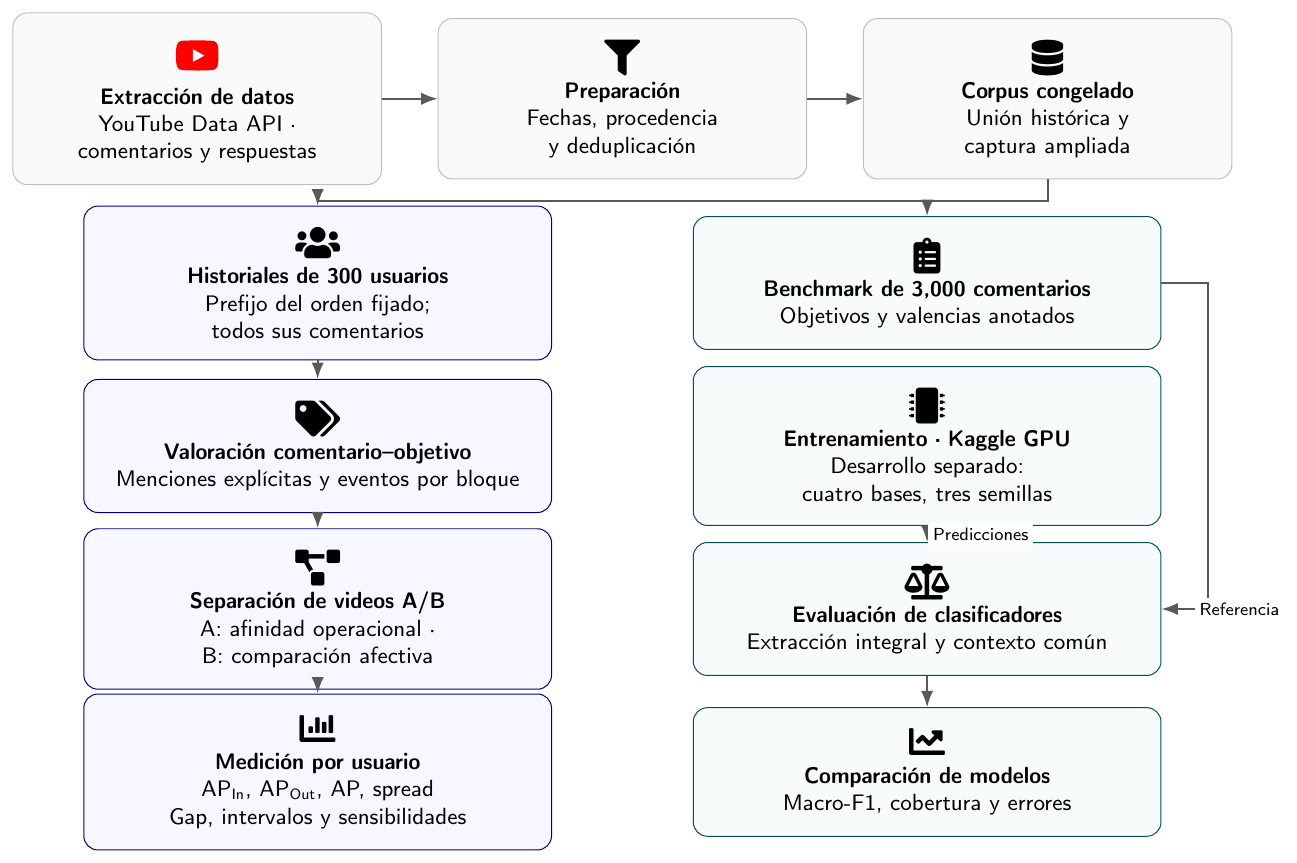 Extracción de datos
YouTube Data API ·
comentarios y respuestas
Preparación
Fechas, procedencia
y deduplicación
Corpus congelado
Unión histórica y
captura ampliada
Historiales de 300 usuarios
Prefijo del orden fijado;
todos sus comentarios
Valoración comentario–objetivo
Menciones explícitas y eventos por bloque
Separación de videos A/B
A: afinidad operacional ·
B: comparación afectiva
Medición por usuario
AP_In, AP_Out, AP, spread
Gap, intervalos y sensibilidades
Benchmark de 3,000 comentarios
Objetivos y valencias anotados
Entrenamiento · Kaggle GPU
Desarrollo separado:
cuatro bases, tres semillas
Predicciones
Evaluación de clasificadores
Extracción integral y contexto común
Referencia
Comparación de modelos
Macro-F1, cobertura y errores